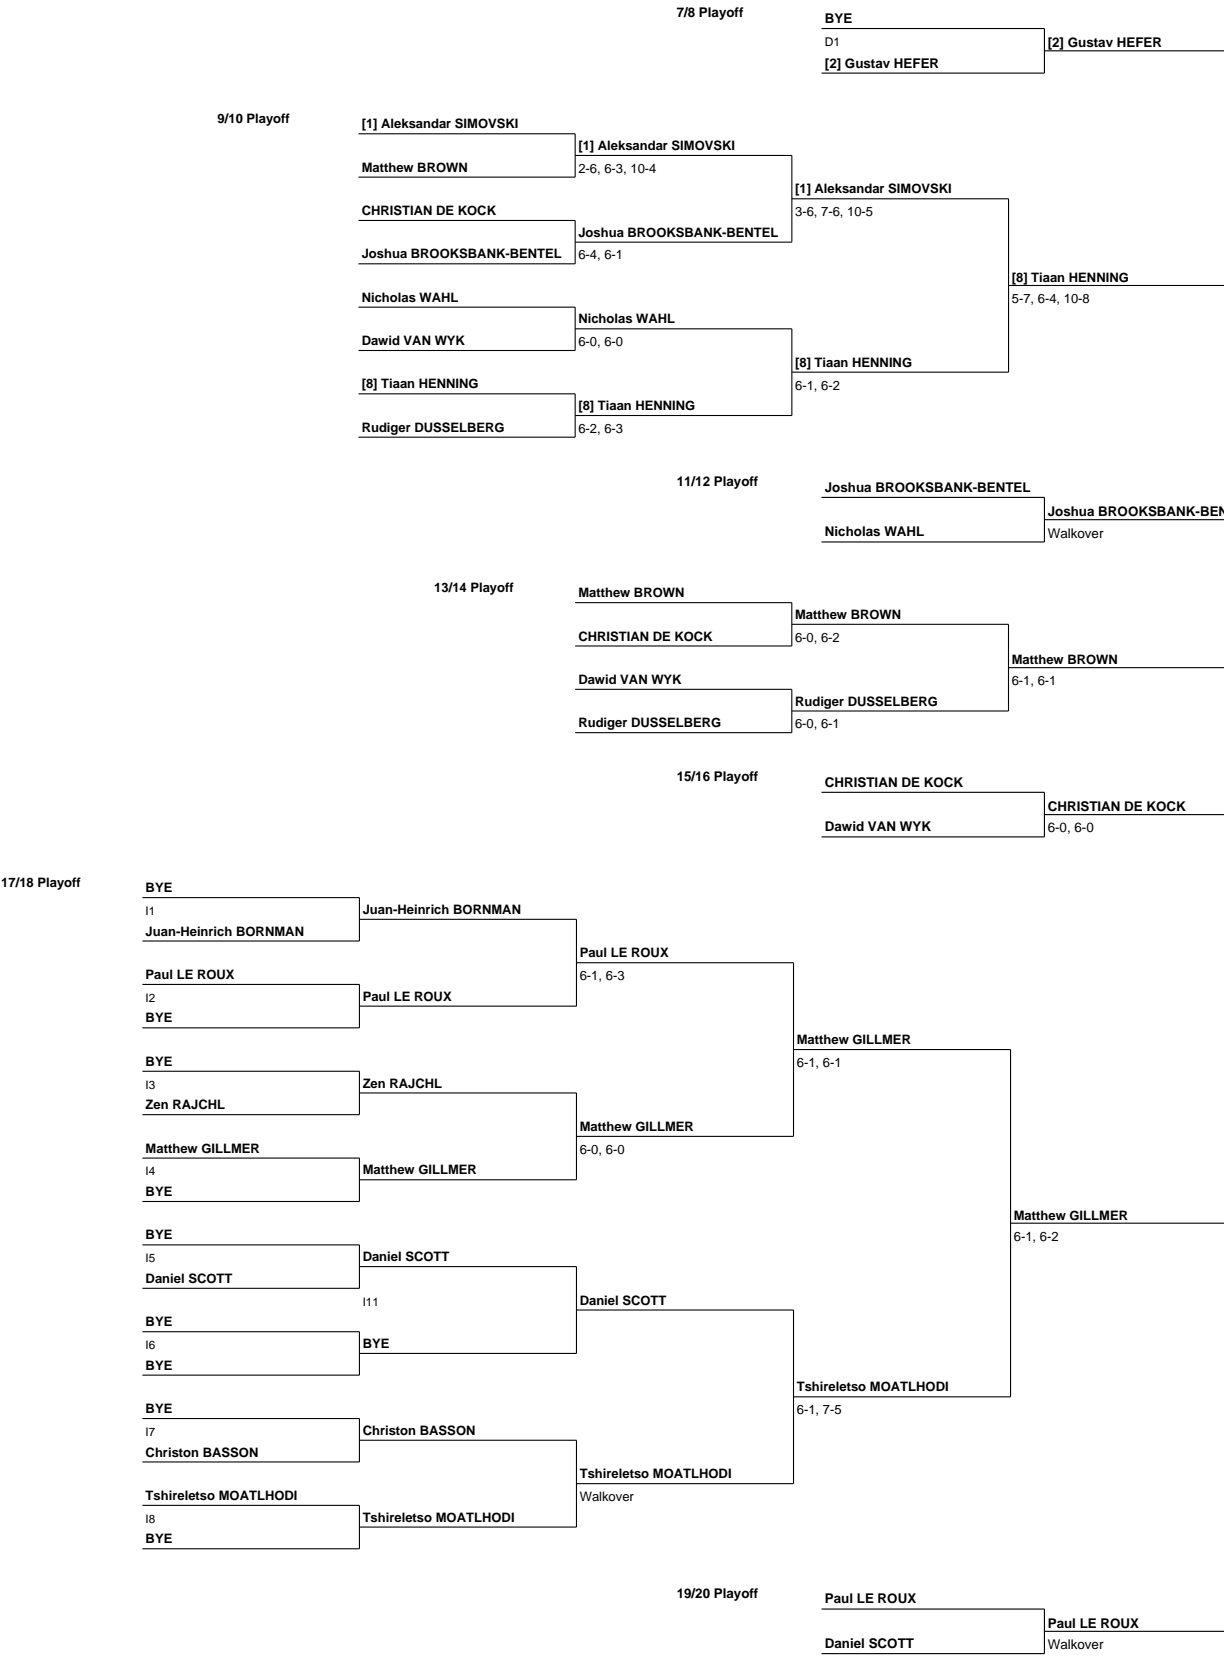 7/8 Playoff
BYE
D1
[2] Gustav HEFER
[2] Gustav HEFER
9/10 Playoff
[1] Aleksandar SIMOVSKI
[1] Aleksandar SIMOVSKI
Matthew BROWN
2-6, 6-3, 10-4
[1] Aleksandar SIMOVSKI
CHRISTIAN DE KOCK
3-6, 7-6, 10-5
Joshua BROOKSBANK-BENTEL
Joshua BROOKSBANK-BENTEL
6-4, 6-1
[8] Tiaan HENNING
Nicholas WAHL
5-7, 6-4, 10-8
Nicholas WAHL
Dawid VAN WYK
6-0, 6-0
[8] Tiaan HENNING
[8] Tiaan HENNING
6-1, 6-2
[8] Tiaan HENNING
Rudiger DUSSELBERG
6-2, 6-3
11/12 Playoff
Joshua BROOKSBANK-BENTEL
Joshua BROOKSBANK-BEN
Nicholas WAHL
Walkover
13/14 Playoff
Matthew BROWN
Matthew BROWN
CHRISTIAN DE KOCK
6-0, 6-2
Matthew BROWN
Dawid VAN WYK
6-1, 6-1
Rudiger DUSSELBERG
Rudiger DUSSELBERG
6-0, 6-1
15/16 Playoff
CHRISTIAN DE KOCK
CHRISTIAN DE KOCK
Dawid VAN WYK
6-0, 6-0
17/18 Playoff
BYE
I1
Juan-Heinrich BORNMAN
Juan-Heinrich BORNMAN
Paul LE ROUX
Paul LE ROUX
6-1, 6-3
I2
Paul LE ROUX
BYE
Matthew GILLMER
BYE
6-1, 6-1
I3
Zen RAJCHL
Zen RAJCHL
Matthew GILLMER
Matthew GILLMER
6-0, 6-0
I4
Matthew GILLMER
BYE
Matthew GILLMER
BYE
6-1, 6-2
I5
Daniel SCOTT
Daniel SCOTT
I11
Daniel SCOTT
BYE
I6
BYE
BYE
Tshireletso MOATLHODI
BYE
6-1, 7-5
I7
Christon BASSON
Christon BASSON
Tshireletso MOATLHODI
Tshireletso MOATLHODI
Walkover
I8
Tshireletso MOATLHODI
BYE
19/20 Playoff
Paul LE ROUX
Paul LE ROUX
Daniel SCOTT
Walkover